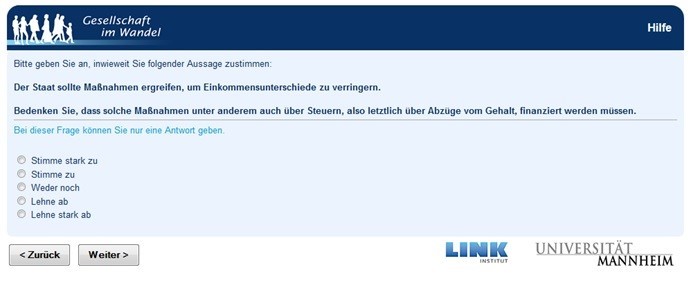 Gesellschaft
im Wandel
Hilfe
Bitte geben Sie an, inwieweit Sie folgender Aussage zustimmen:
Der Staat sollte Maßnahmen ergreifen, um Einkommensunterschiede zu verringern.
Bedenken Sie, dass solche Maßnahmen unter anderem auch über Steuern, also letztlich über Abzüge vom Gehalt, finanziert werden müssen.
Bei dieser Frage können Sie nur eine Antwort geben.
Stimme stark zu
Stimme zu
Weder noch
Lehne ab
Lehne stark ab
< Zurück
Weiter >
LINK
INSTITUT
UNIVERSITÄT
MANNHEIM